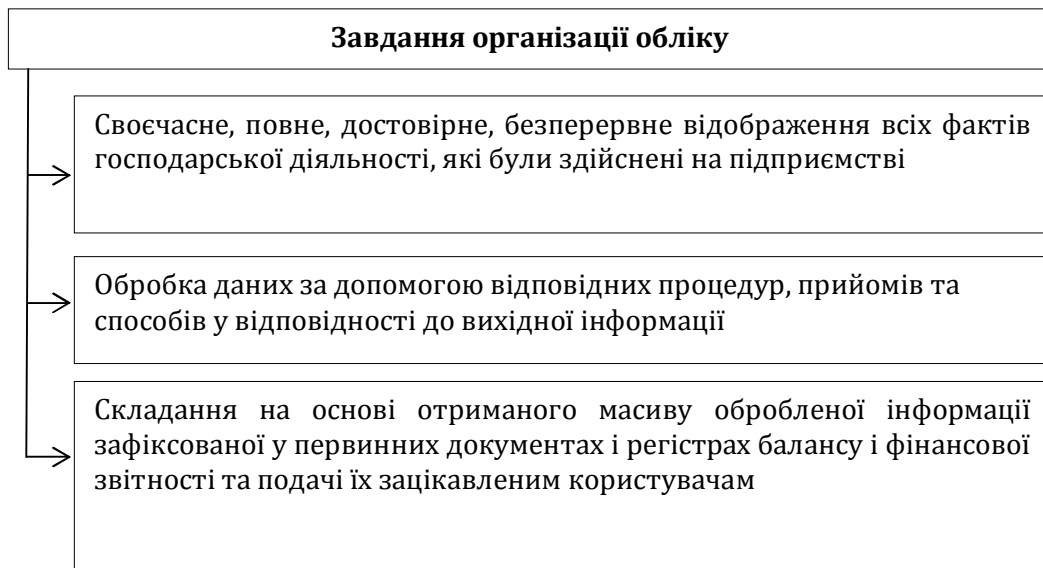 Завдання організації обліку
Своєчасне, повне, достовірне, безперервне відображення всіх фактів
господарської діяльності, які були здійснені на підприємстві
Обробка даних за допомогою відповідних процедур, прийомів та
способів у відповідності до вихідної інформації
Складання на основі отриманого масиву обробленої інформації
зафіксованої у первинних документах і регістрах балансу і фінансової
звітності та подачі їх зацікавленим користувачам